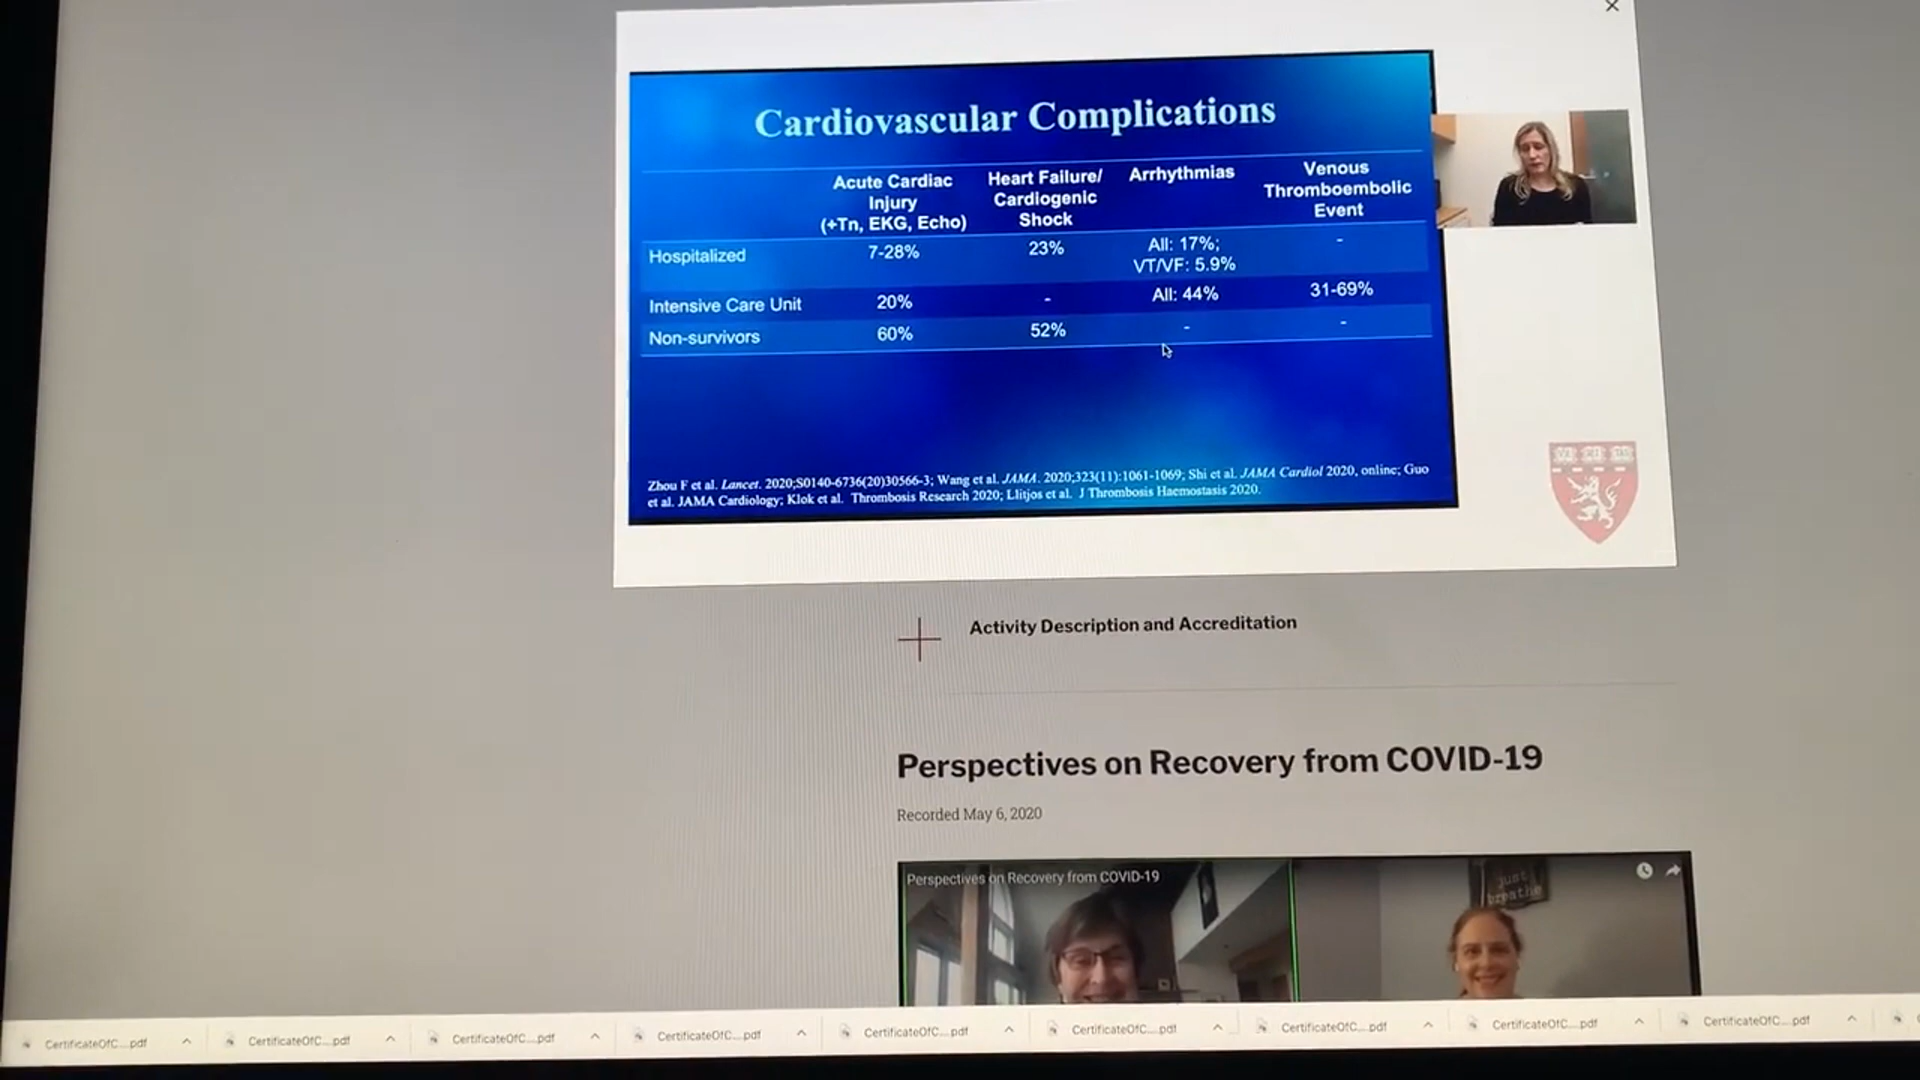 Cardiovascular Complications
Acute Cardiac
Injury
(+Tn, EKG, Echo)
Heart Failure/
Cardiogenic
Shock
Arrhythmias
Venous
Thromboembolic
Event
Hospitalized 7-28% 23% All: 17%; -
VT/VF: 5.9%
Intensive Care Unit 20% - All: 44% 31-69%
Non-survivors 60% 52% - -
Zhou F et al. Lancet. 2020;S0140-6736(20)30566-3; Wang et al. JAMA. 2020;323(11):1061-1069; Shi et al. JAMA Cardiol 2020, online; Guo
et al. JAMA Cardiology; Klok et al. Thrombosis Research 2020; Llitjos et al. J Thrombosis Haemostasis 2020.
Activity Description and Accreditation
Perspectives on Recovery from COVID-19
Recorded May 6, 2020
Perspectives on Recovery from COVID-19
just
breathe
CertificateOfC....pdf CertificateOfC....pdf CertificateOfC....pdf CertificateOfC....pdf CertificateOfC....pdf CertificateOfC....pdf CertificateOfC....pdf CertificateOfC....pdf CertificateOfC....pdf